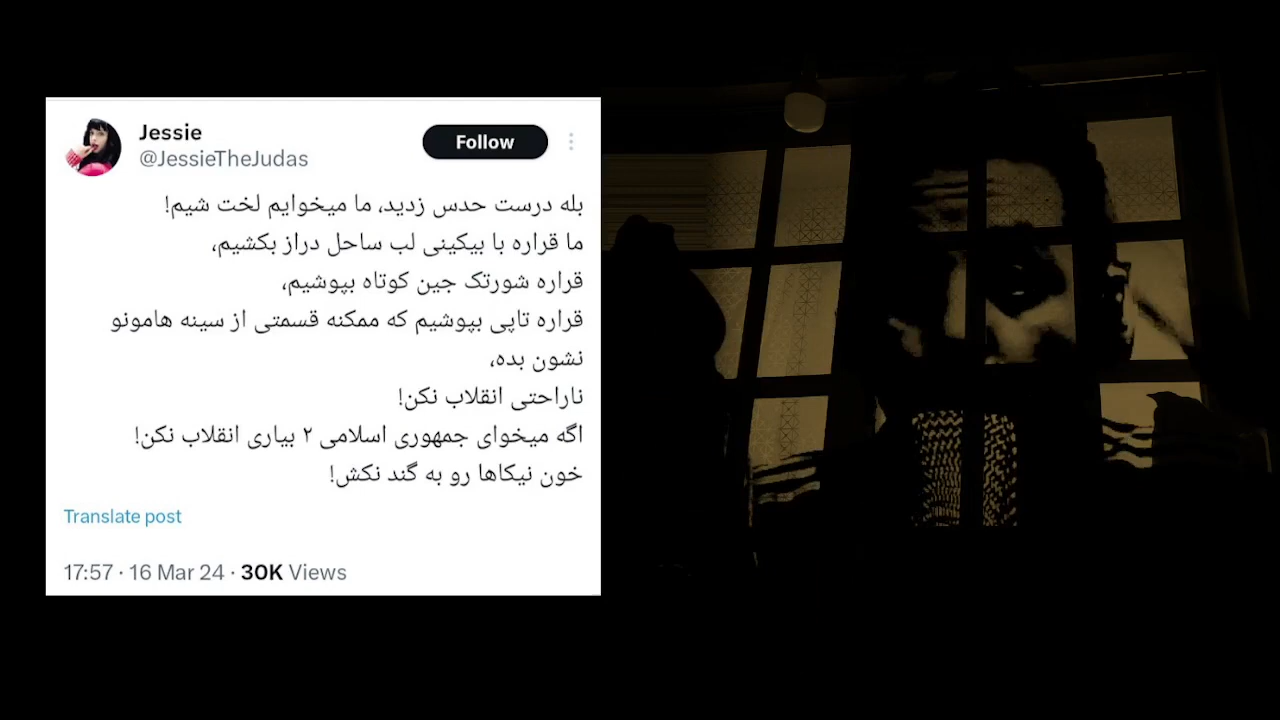 Jessie
@JessieTheJudas
Follow
بله درست حدس زدید، ما میخوایم لخت شیم!
ما قراره با بیکینی لب ساحل دراز بکشیم،
قراره شورتک جین کوتاه بپوشیم،
قراره تاپی بپوشیم که ممکنه قسمتی از سینه هامونو
نشون بده،
ناراحتی انقلاب نکن!
اگه میخوای جمهوری اسلامی ۲ بیاری انقلاب نکن!
خون نیکاها رو به گند نکش!
Translate post
17:57 · 16 Mar 24 · 30K Views